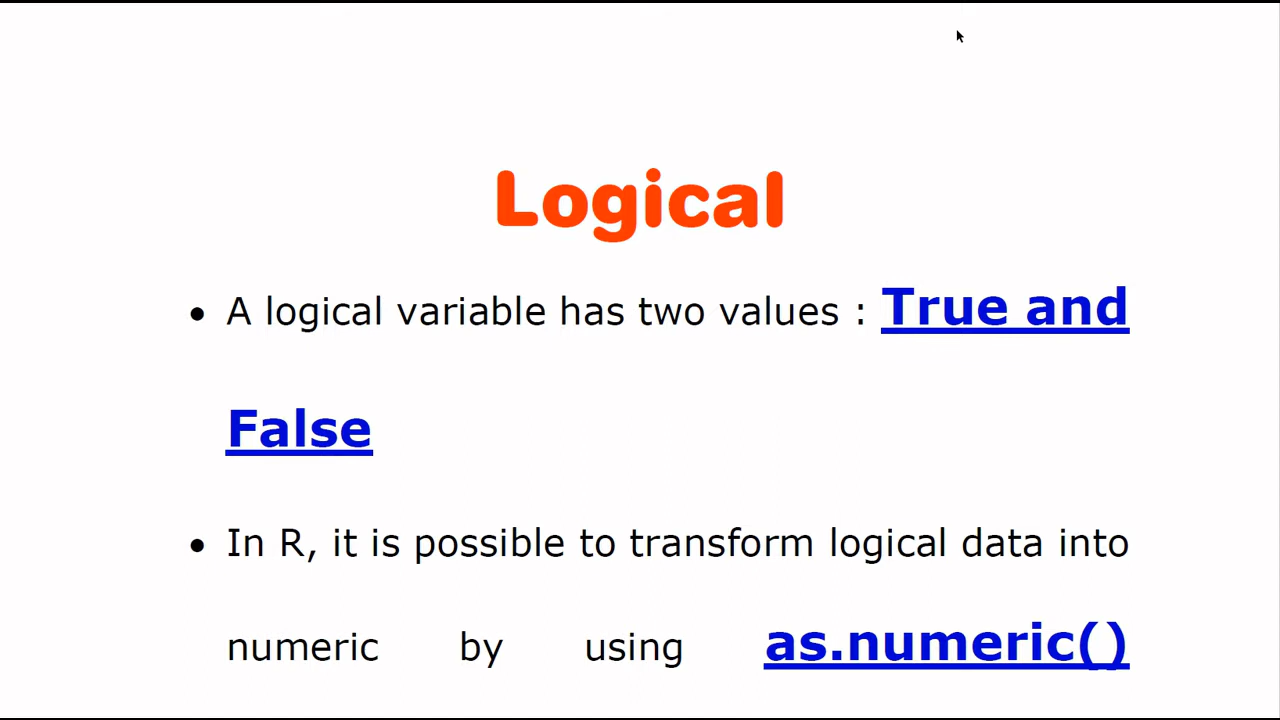 Logical
• A logical variable has two values : True and
False
• In R, it is possible to transform logical data into
numeric by using as.numeric()